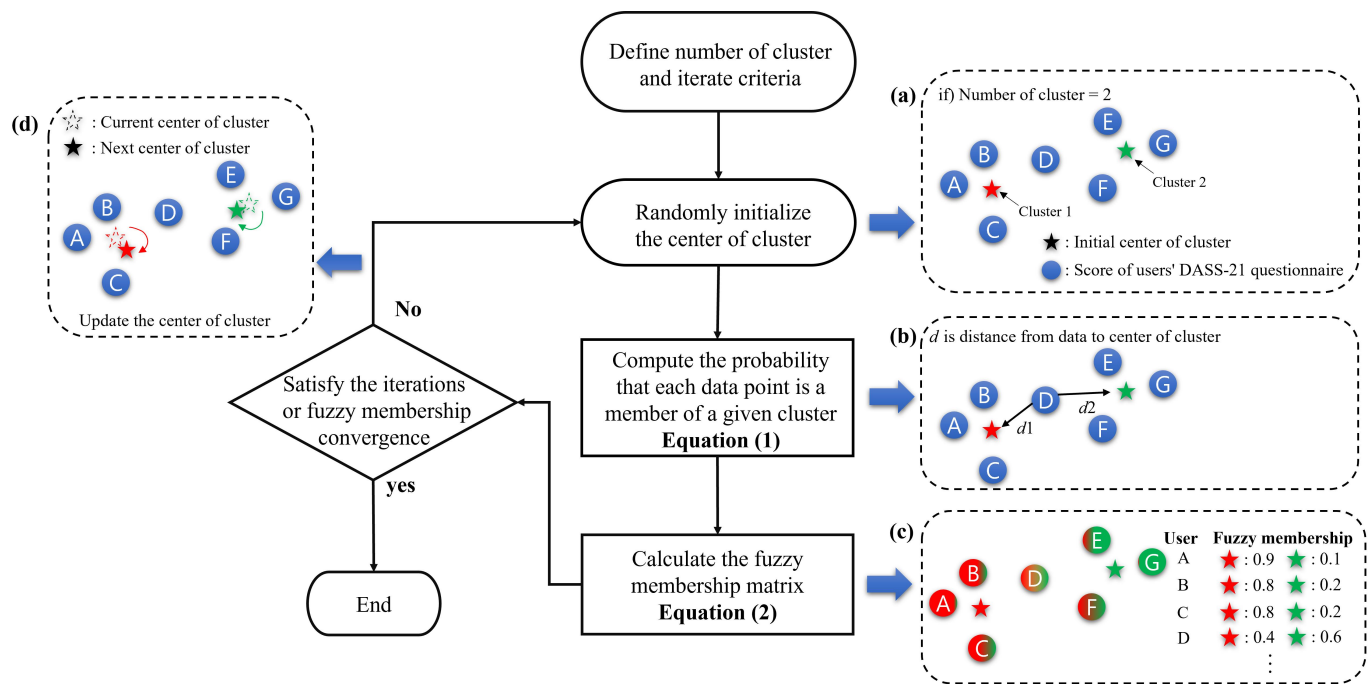 Define number of cluster
and iterate criteria
Randomly initialize
the center of cluster
Compute the probability
that each data point is a
member of a given cluster
Equation (1)
Calculate the fuzzy
membership matrix
Equation (2)
Satisfy the iterations
or fuzzy membership
convergence
No
yes
End
(a)
if) Number of cluster = 2
E
G
B
D
A
F
C
Cluster 2
Cluster 1
: Initial center of cluster
: Score of users' DASS-21 questionnaire
(b)
d is distance from data to center of cluster
E
G
B
D
d2
A
d1
F
C
(c)
E
G
B
D
A
F
C
User Fuzzy membership
A : 0.9 : 0.1
B : 0.8 : 0.2
C : 0.8 : 0.2
D : 0.4 : 0.6
⋮
(d)
: Current center of cluster
: Next center of cluster
E
G
B
D
A
F
C
Update the center of cluster